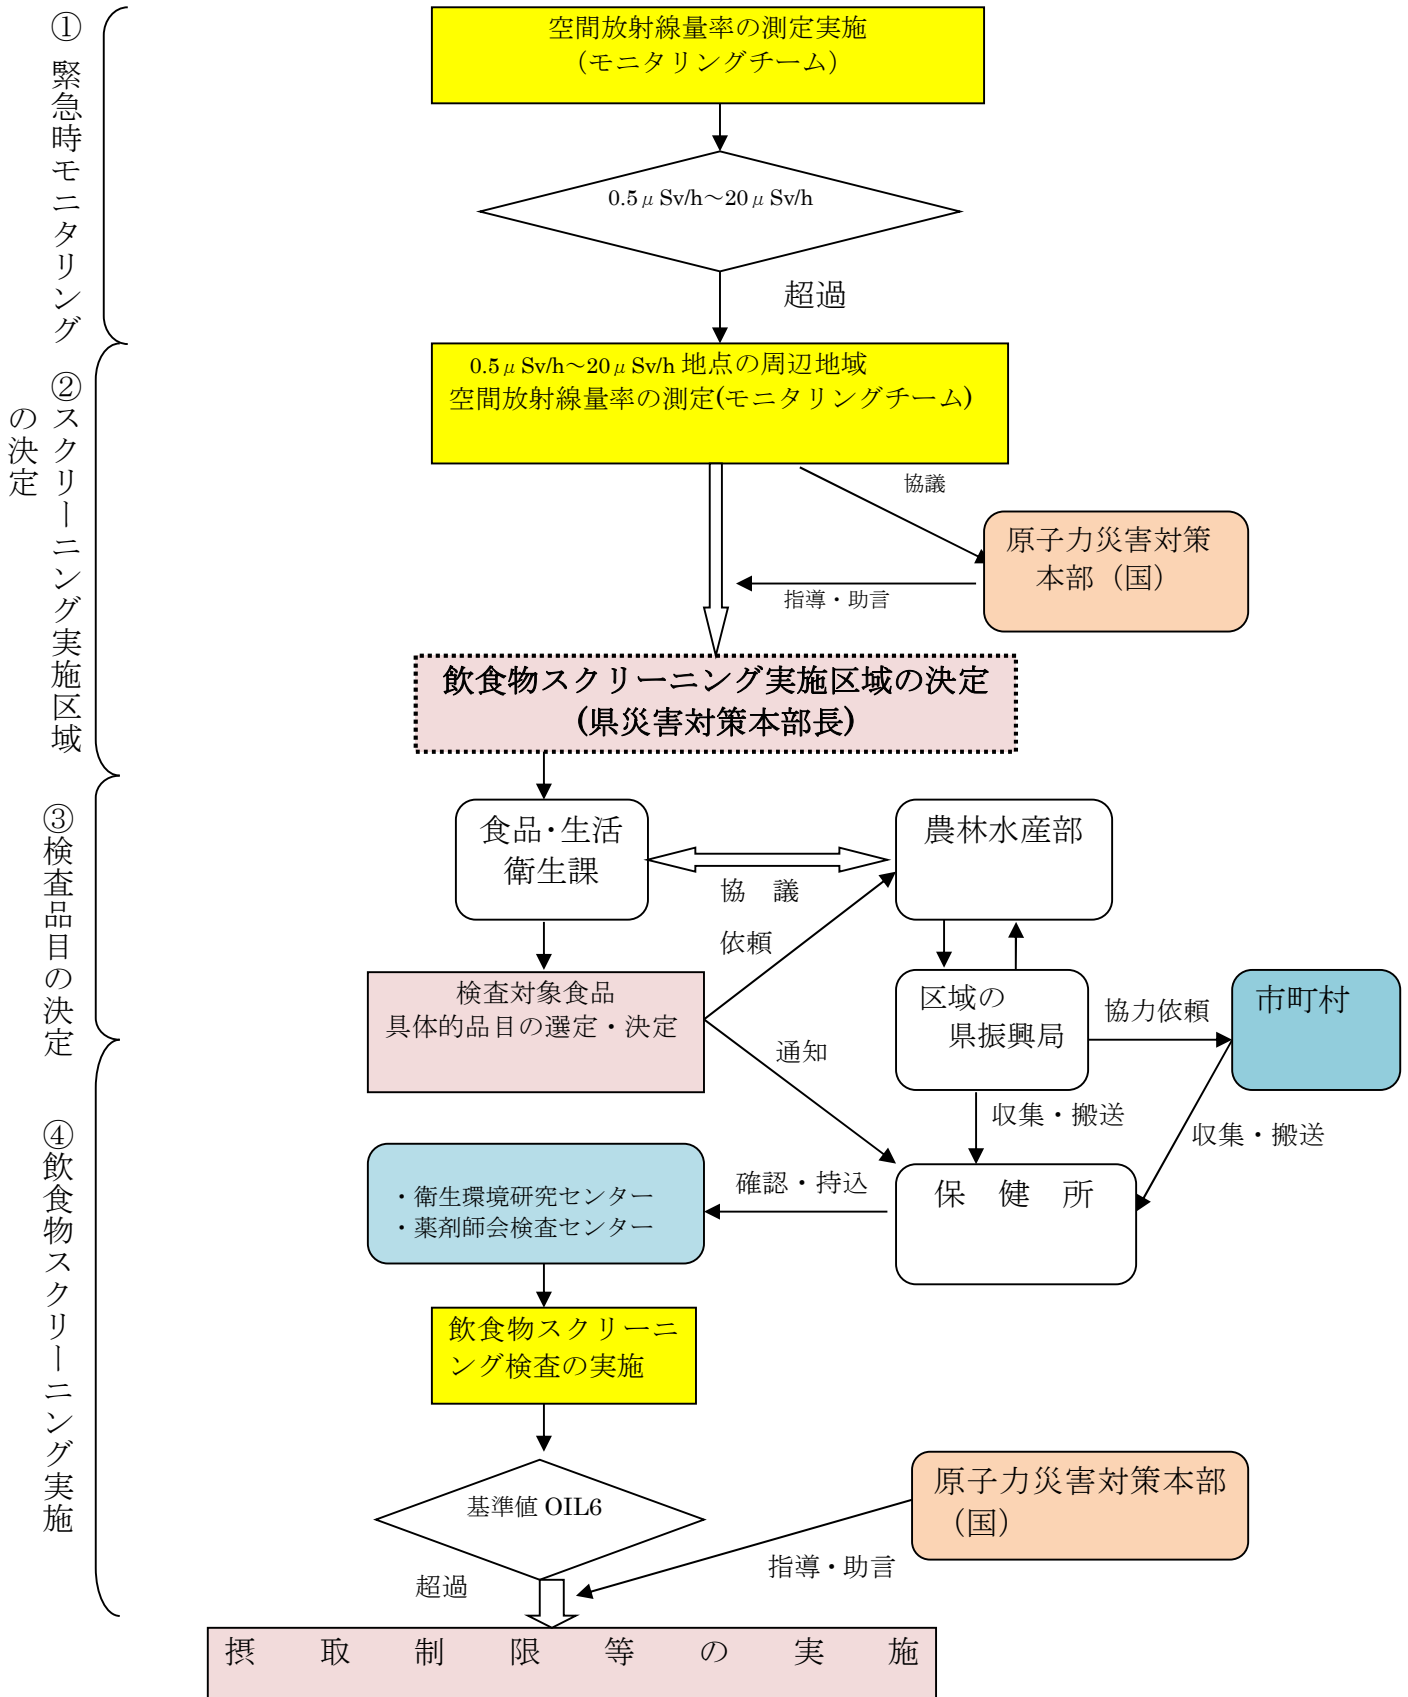 ① 緊急時モニタリング
空間放射線量率の測定実施
（モニタリングチーム）
0.5μSv/h～20μSv/h
超過
②スクリーニング実施区域
の決定
0.5μSv/h～20μSv/h 地点の周辺地域
空間放射線量率の測定(モニタリングチーム)
協議
原子力災害対策
本部（国）
指導・助言
飲食物スクリーニング実施区域の決定
(県災害対策本部長)
③検査品目の決定
食品・生活
衛生課
協　議
農林水産部
依頼
検査対象食品
具体的品目の選定・決定
通知
区域の
県振興局
協力依頼
市町村
収集・搬送
収集・搬送
④飲食物スクリーニング実施
・衛生環境研究センター
・薬剤師会検査センター
確認・持込
保　健　所
飲食物スクリーニ
ング検査の実施
基準値 OIL6
原子力災害対策本部
（国）
指導・助言
超過
摂　取　制　限　等　の　実　施